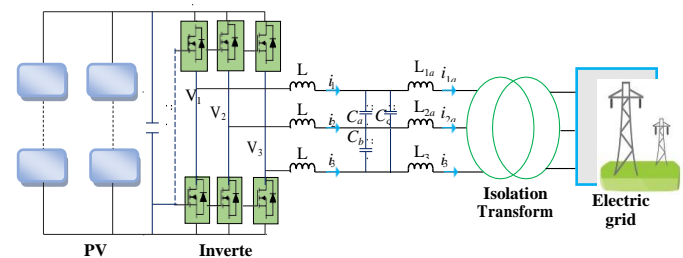 L
i1
L1a
i1a
V1
V2
V3
L
i2
Ca
Cc
L2a
i2a
Cb
L
i3
L3
i3
Isolation
Transform
Electric
grid
PV
Inverte